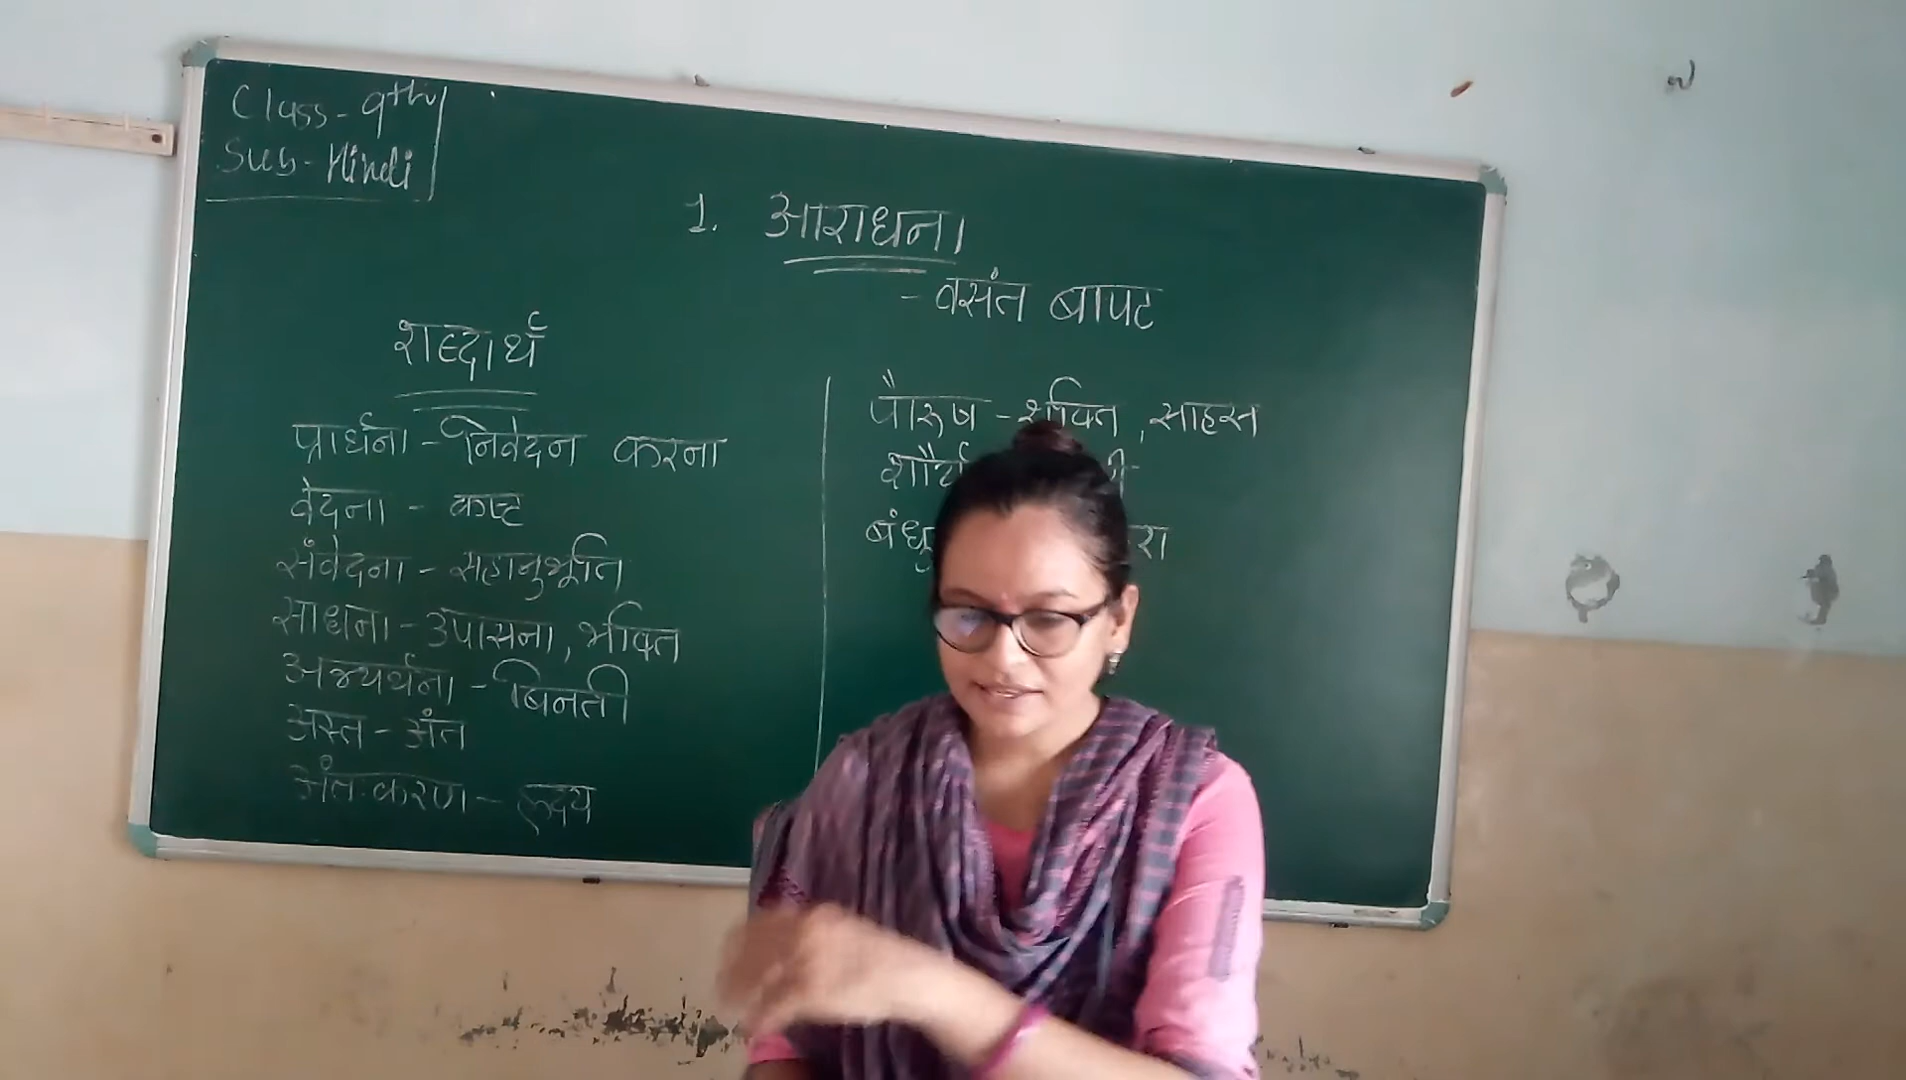 Class - 9th
Sub - Hindi
1. आराधना
- वसंत बापट
शब्दार्थ
प्रार्थना - निवेदन करना
वेदना - कष्ट
संवेदना - सहानुभूति
साधना - उपासना, भक्ति
अभ्यर्थना - बिनती
अस्त - अंत
अंत:करण - हृदय
पौरूष - शक्ति, साहस
शौर्य